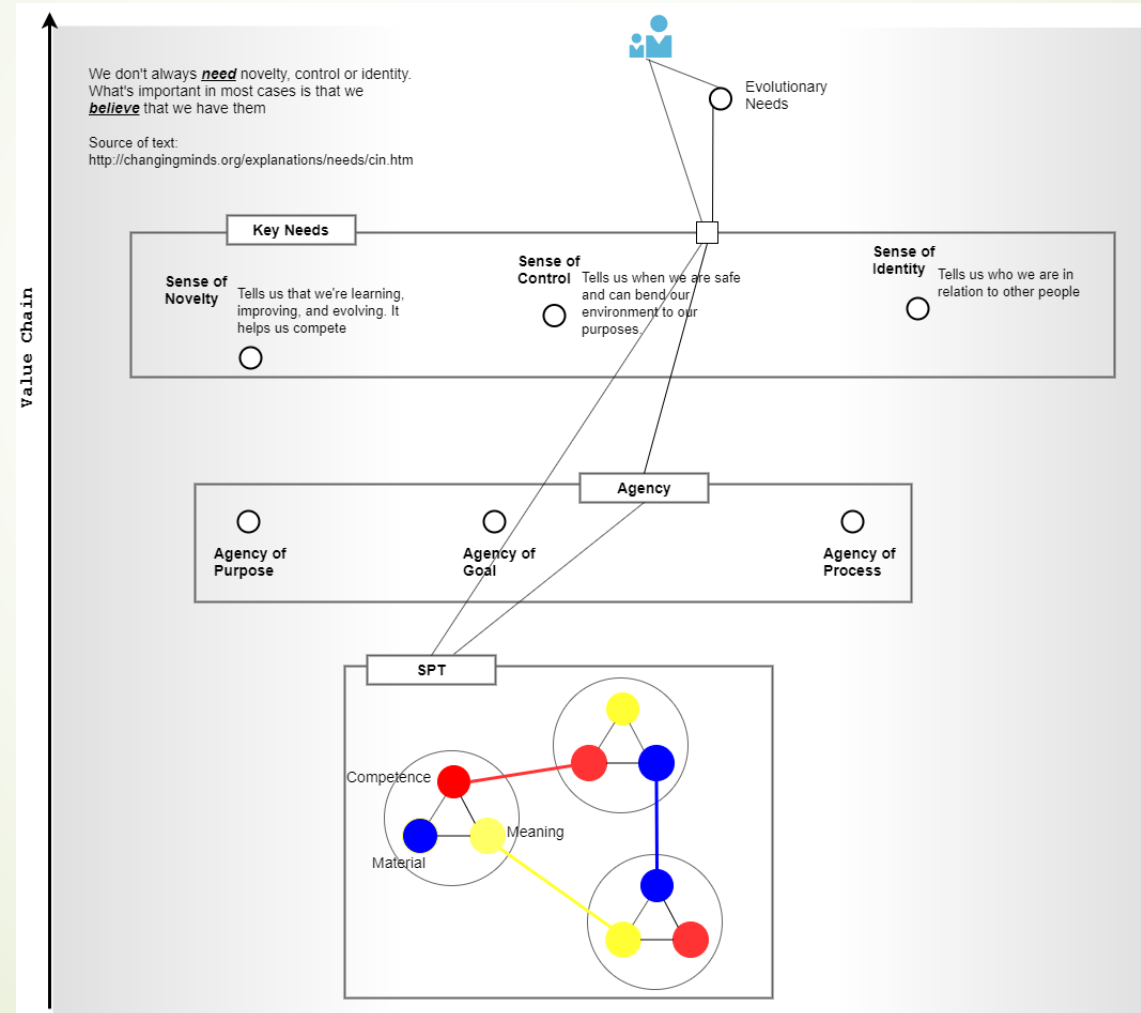 We don't always need novelty, control or identity.
What's important in most cases is that we
believe that we have them
Source of text:
http://changingminds.org/explanations/needs/cin.htm
Evolutionary
Needs
Value Chain
Key Needs
Sense of
Novelty
Tells us that we're learning,
improving, and evolving. It
helps us compete
Sense of
Control
Tells us when we are safe
and can bend our
environment to our
purposes.
Sense of
Identity
Tells us who we are in
relation to other people
Agency
Agency of
Purpose
Agency of
Goal
Agency of
Process
SPT
Competence
Meaning
Material